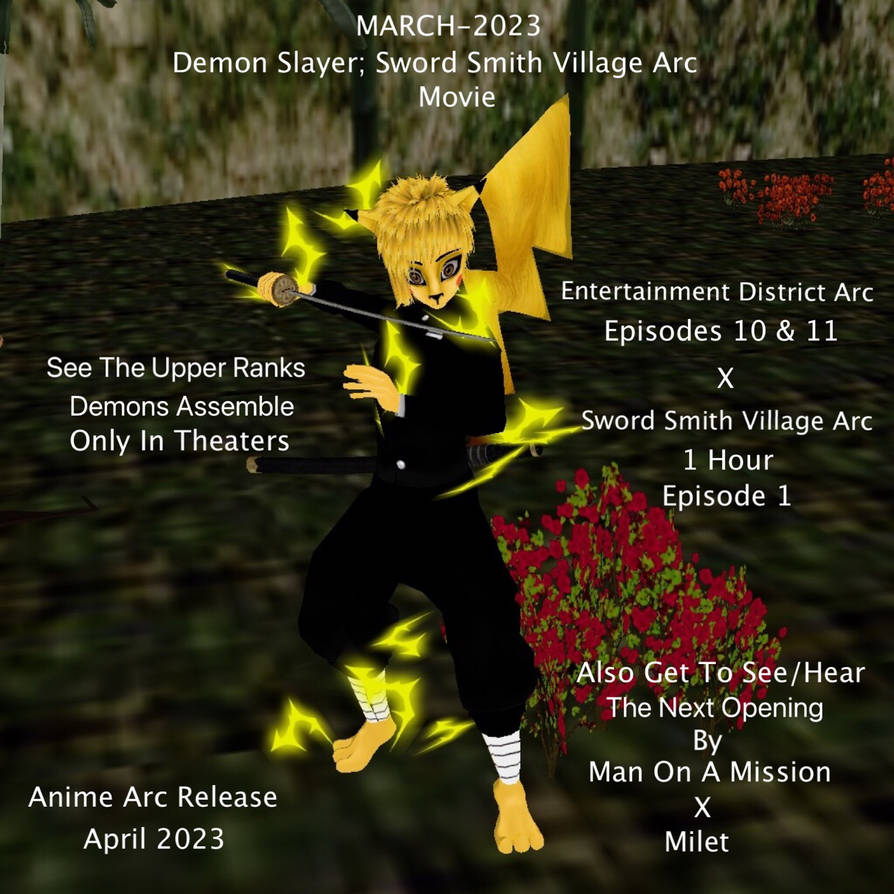 MARCH-2023
Demon Slayer; Sword Smith Village Arc
Movie
Entertainment District Arc
Episodes 10 & 11
X
Sword Smith Village Arc
1 Hour
Episode 1
See The Upper Ranks
Demons Assemble
Only In Theaters
Also Get To See/Hear
The Next Opening
By
Man On A Mission
X
Milet
Anime Arc Release
April 2023